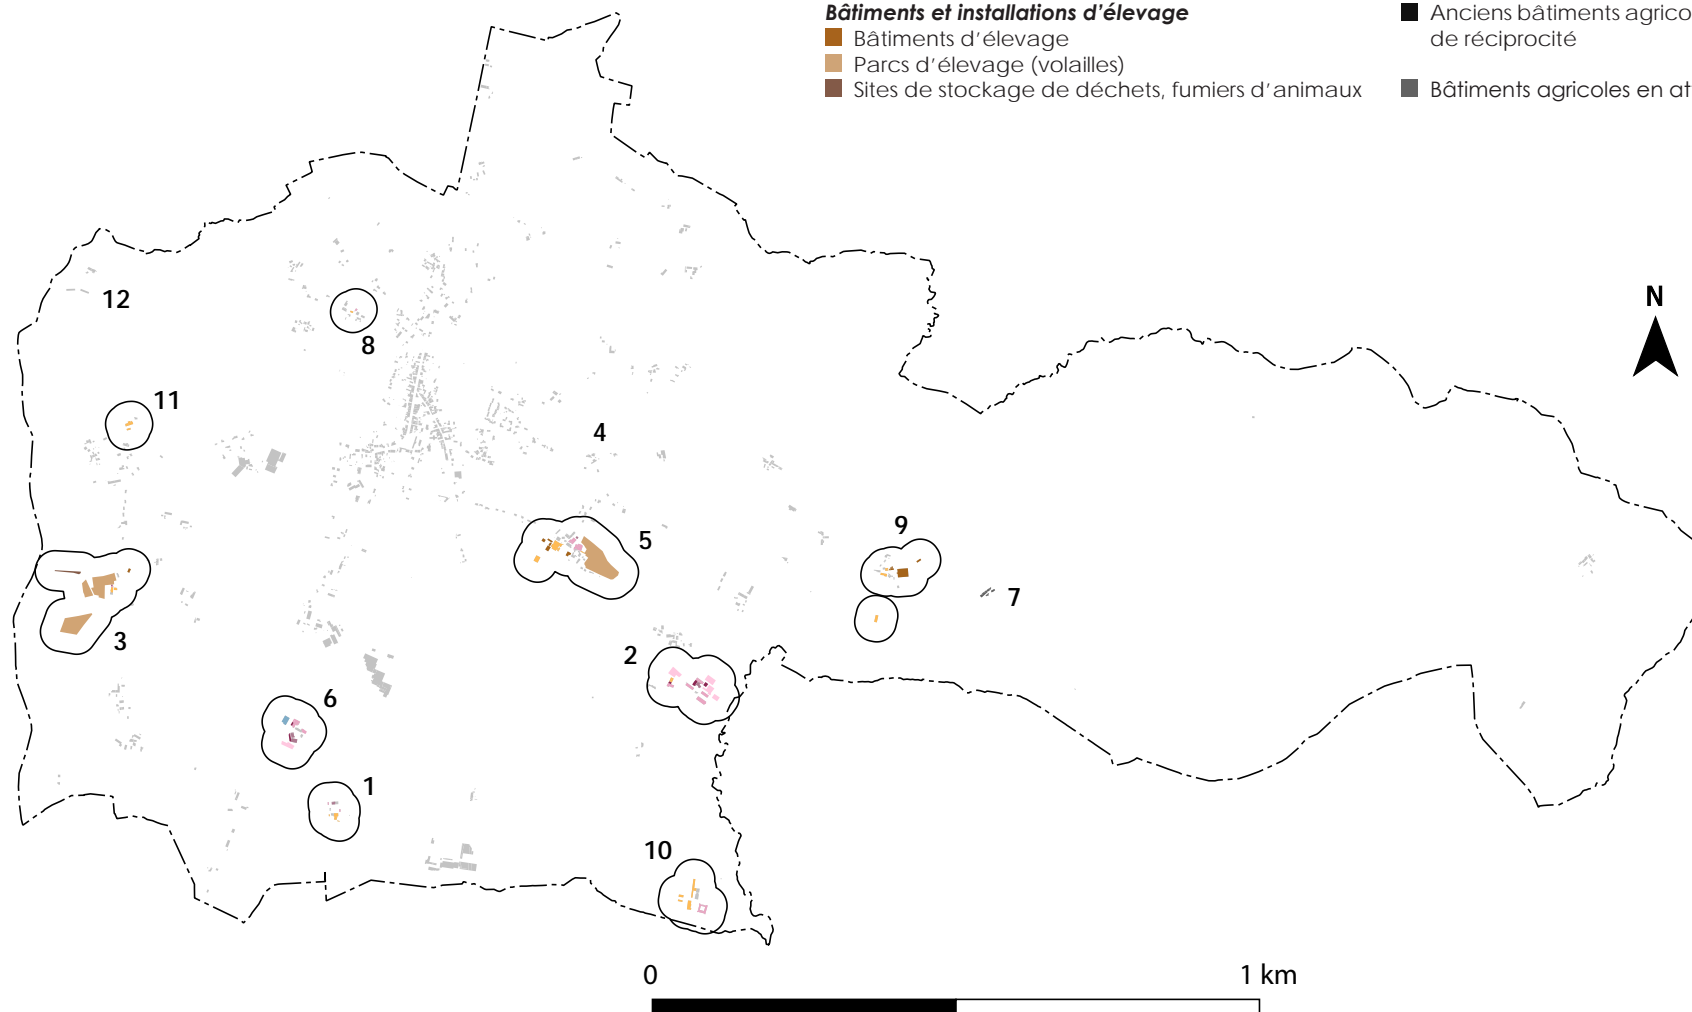 Bâtiments et installations d'élevage
Bâtiments d'élevage
Parcs d'élevage (volailles)
Sites de stockage de déchets, fumiers d'animaux
Anciens bâtiments agrico
de réciprocité
Bâtiments agricoles en at
N
12
8
11
4
5
9
7
3
2
6
1
10
0
1 km